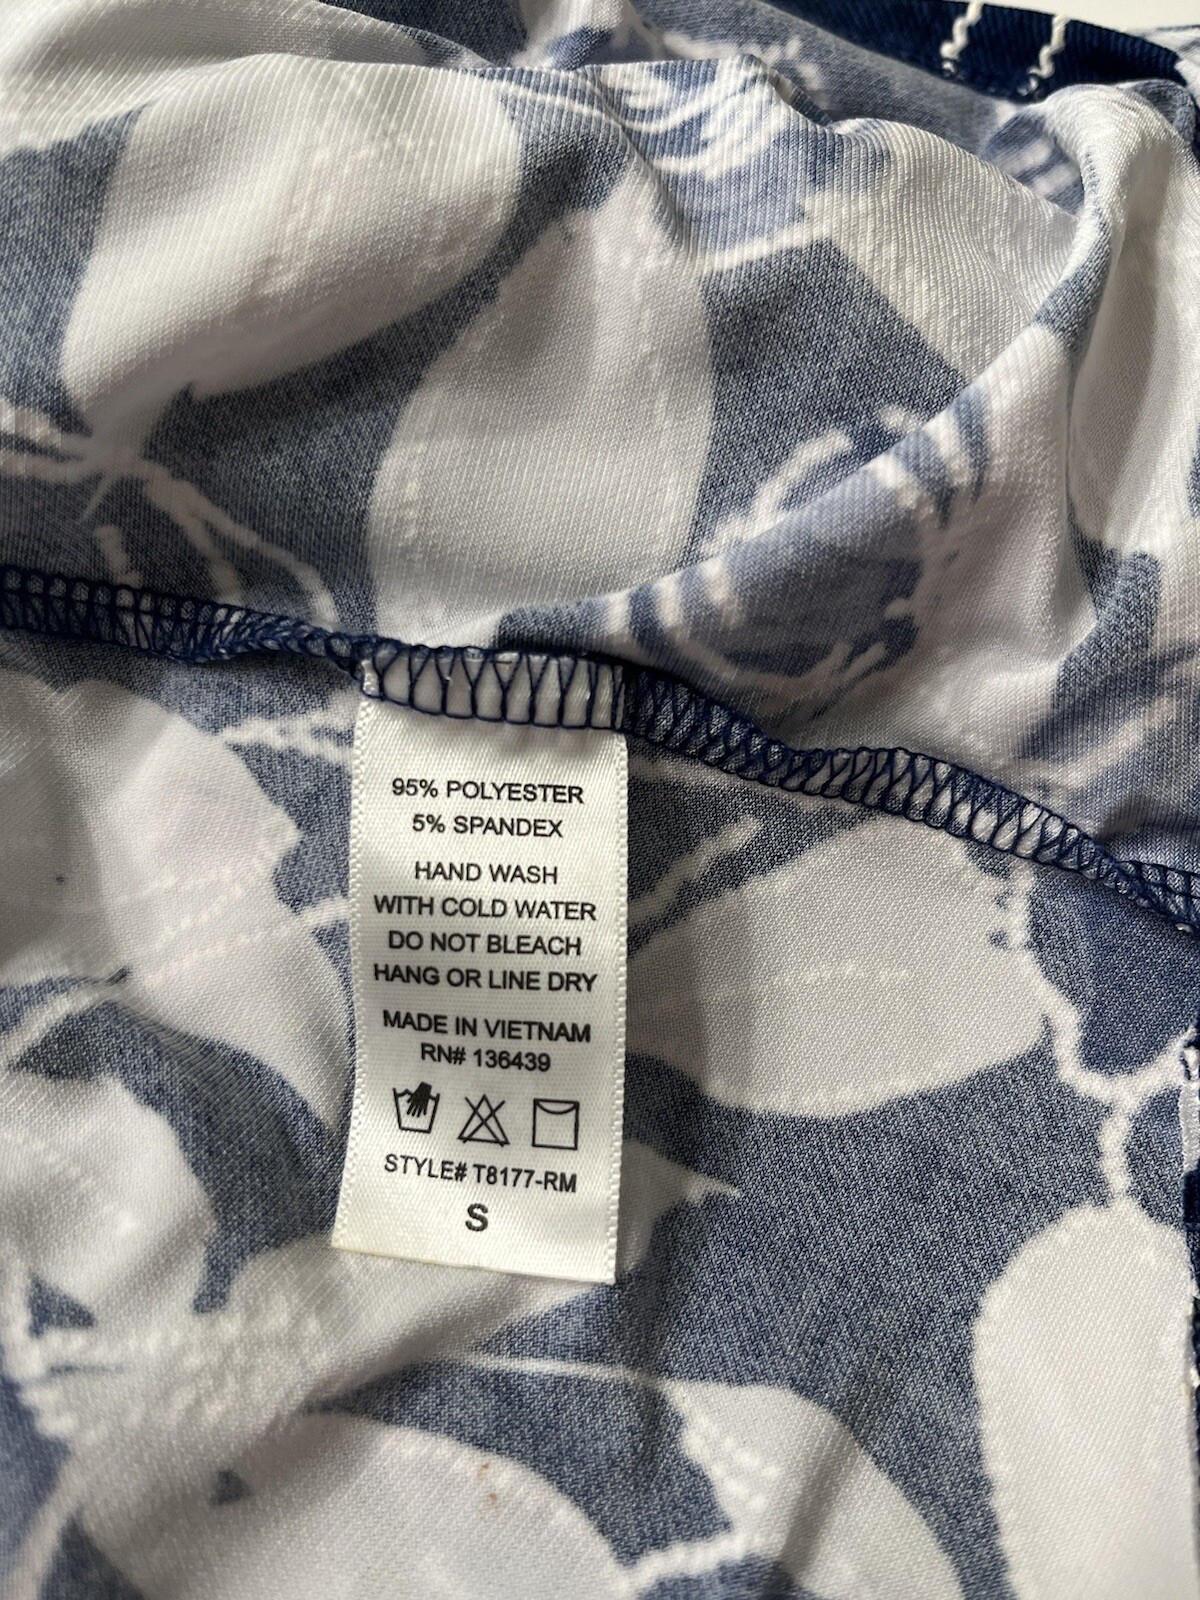 95% POLYESTER
5% SPANDEX
HAND WASH
WITH COLD WATER
DO NOT BLEACH
HANG OR LINE DRY
MADE IN VIETNAM
RN# 136439
STYLE# T8177-RM
S